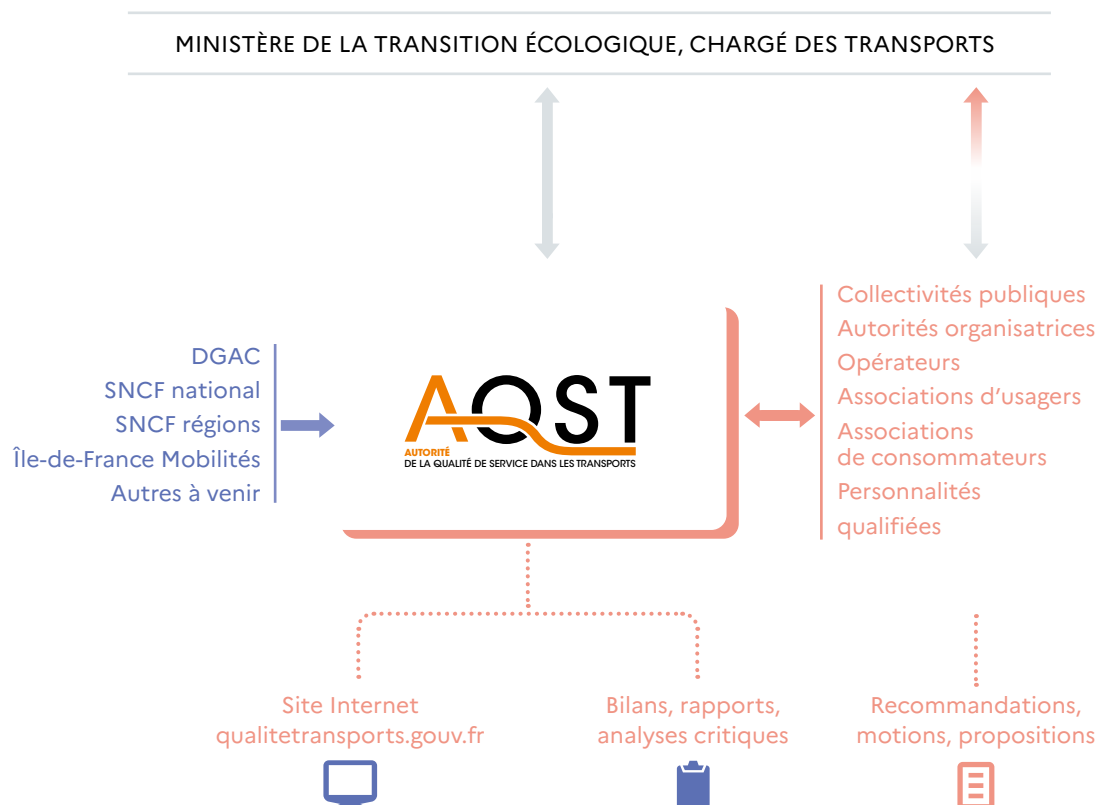 MINISTÈRE DE LA TRANSITION ÉCOLOGIQUE, CHARGÉ DES TRANSPORTS
DGAC
SNCF national
SNCF régions
Île-de-France Mobilités
Autres à venir
AQST
AUTORITÉ
DE LA QUALITÉ DE SERVICE DANS LES TRANSPORTS
Collectivités publiques
Autorités organisatrices
Opérateurs
Associations d’usagers
Associations
de consommateurs
Personnalités
qualifiées
Site Internet
qualitetransports.gouv.fr
Bilans, rapports,
analyses critiques
Recommandations,
motions, propositions